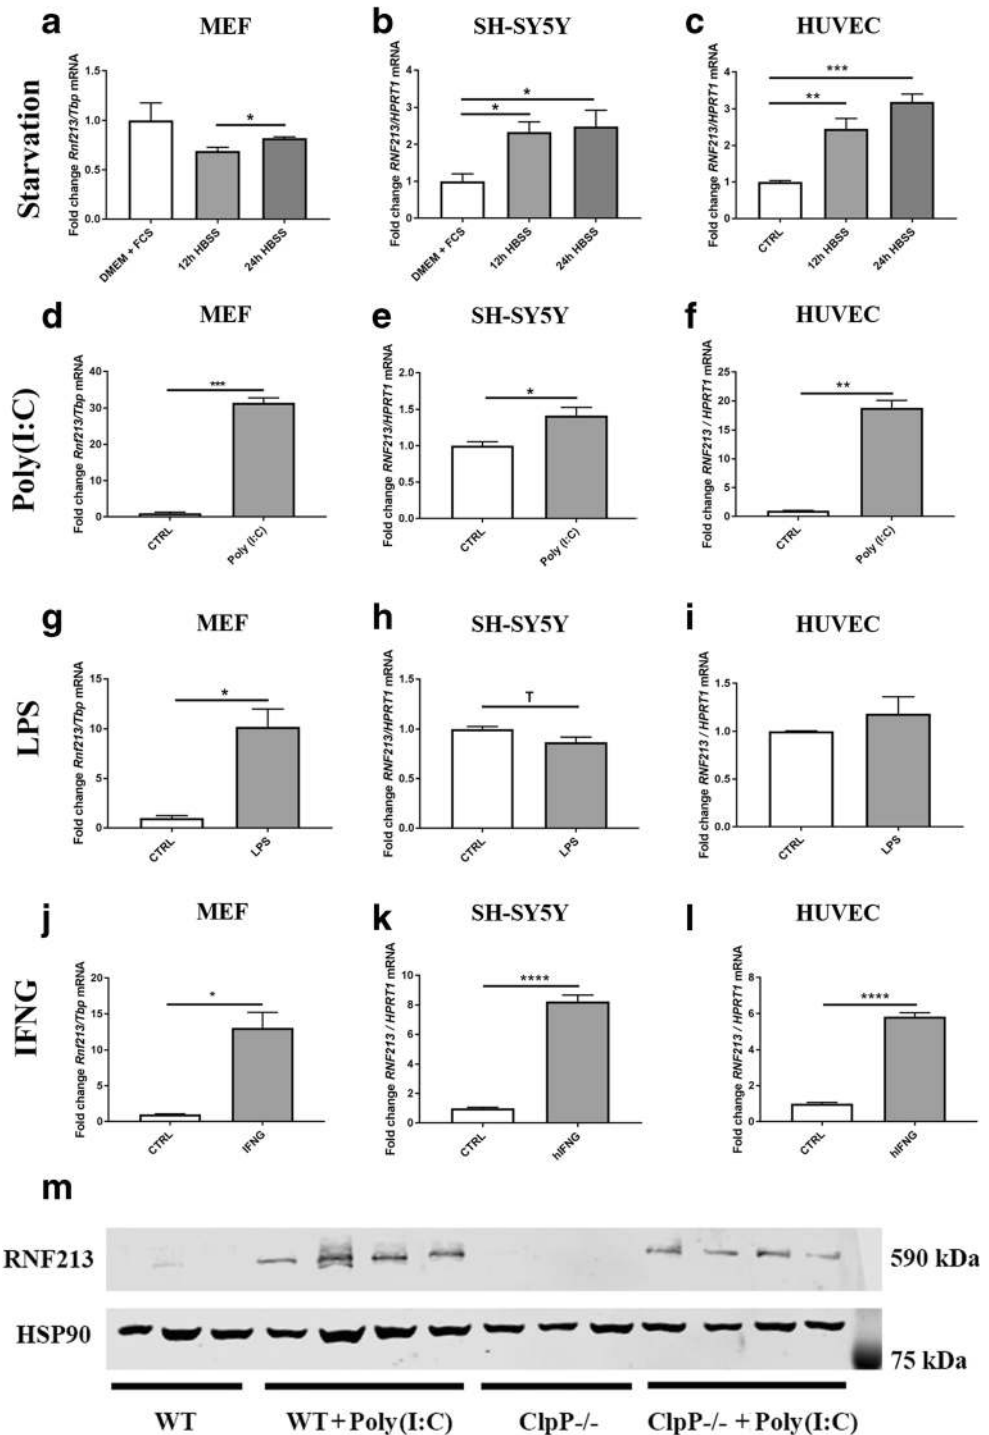 a MEF
b SH-SY5Y
c HUVEC
Starvation
Fold change Rnf213/Tbp mRNA
1.5
1.0
0.5
0.0
*
DMEM + FCS
12h HBSS
24h HBSS
Fold change RNF213/HPRT1 mRNA
4
3
2
1
0
*
*
DMEM + FCS
12h HBSS
24h HBSS
Fold change RNF213/HPRT1 mRNA
4
3
2
1
0
***
**
CTRL
12h HBSS
24h HBSS
d MEF
e SH-SY5Y
f HUVEC
Poly(I:C)
Fold change Rnf213/Tbp mRNA
40
30
20
10
0
***
CTRL
Poly (I:C)
Fold change RNF213/HPRT1 mRNA
2.0
1.5
1.0
0.5
0.0
*
CTRL
Poly (I:C)
Fold change RNF213 / HPRT1 mRNA
25
20
15
10
5
0
**
CTRL
Poly (I:C)
g MEF
h SH-SY5Y
i HUVEC
LPS
Fold change Rnf213/Tbp mRNA
15
10
5
0
*
CTRL
LPS
Fold change RNF213/HPRT1 mRNA
1.5
1.0
0.5
0.0
T
CTRL
LPS
Fold change RNF213 / HPRT1 mRNA
1.5
1.0
0.5
0.0
CTRL
LPS
j MEF
k SH-SY5Y
l HUVEC
IFNG
Fold change Rnf213/Tbp mRNA
20
15
10
5
0
*
CTRL
IFNG
Fold change RNF213 / HPRT1 mRNA
10
8
6
4
2
0
****
CTRL
hIFNG
Fold change RNF213 / HPRT1 mRNA
8
6
4
2
0
****
CTRL
hIFNG
m
RNF213 590 kDa
HSP90
75 kDa
WT WT+Poly(I:C) ClpP-/- ClpP-/- +Poly(I:C)